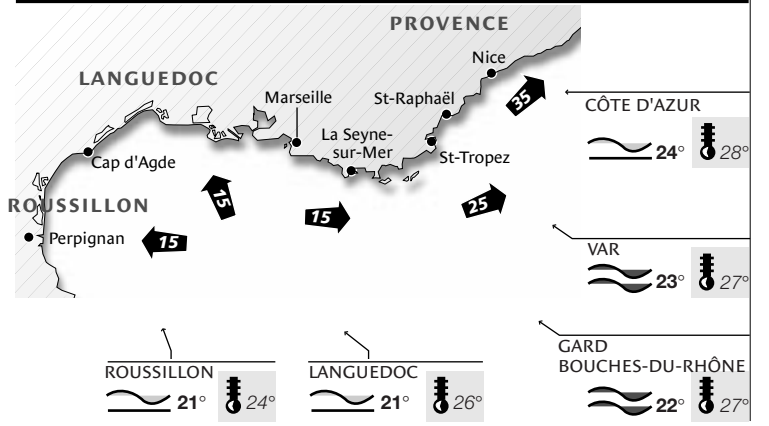 PROVENCE
Nice
LANGUEDOC
Marseille
St-Raphaël
35
CÔTE D'AZUR
24° 28°
La Seyne-
sur-Mer
St-Tropez
Cap d'Agde
ROUSSILLON
15
15
25
Perpignan
15
VAR
23° 27°
GARD
BOUCHES-DU-RHÔNE
22° 27°
ROUSSILLON
21° 24°
LANGUEDOC
21° 26°